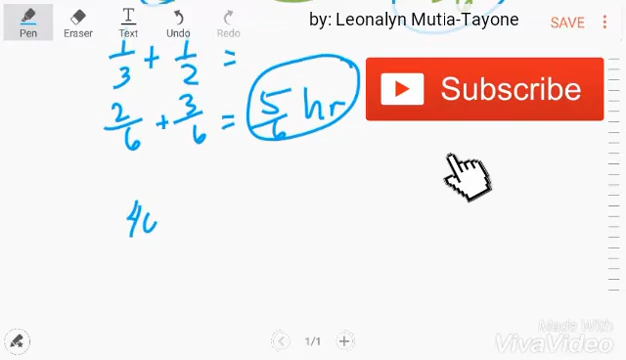 by: Leonalyn Mutia-Tayone
Pen
Eraser
Text
Undo
Redo
SAVE
1/3 + 1/2 =
2/6 + 3/6 = 5/6 hr
Subscribe
40
1/1
Made With
VivaVideo